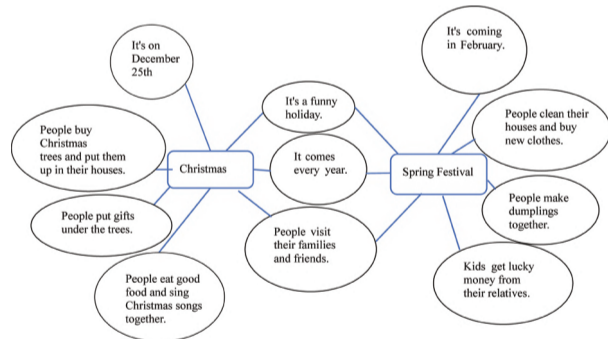 It's on
December
25th
It's coming
in February.
It's a funny
holiday.
People buy
Christmas
trees and put them
up in their houses.
Christmas
It comes
every year.
Spring Festival
People clean their
houses and buy
new clothes.
People put gifts
under the trees.
People visit
their families
and friends.
People make
dumplings
together.
People eat good
food and sing
Christmas songs
together.
Kids get lucky
money from
their relatives.